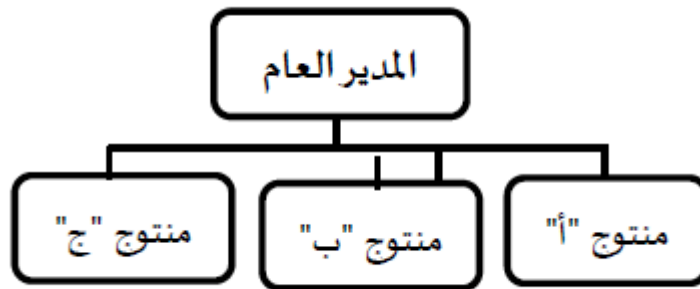 المدير العام
منتوج "أ"
منتوج "ب"
منتوج "ج"